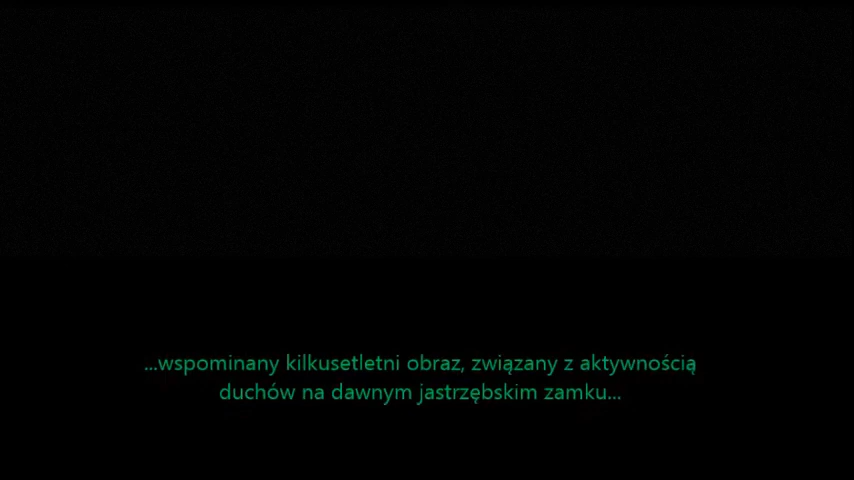 ...wspominany kilkusetletni obraz, związany z aktywnością
duchów na dawnym jastrzębskim zamku...